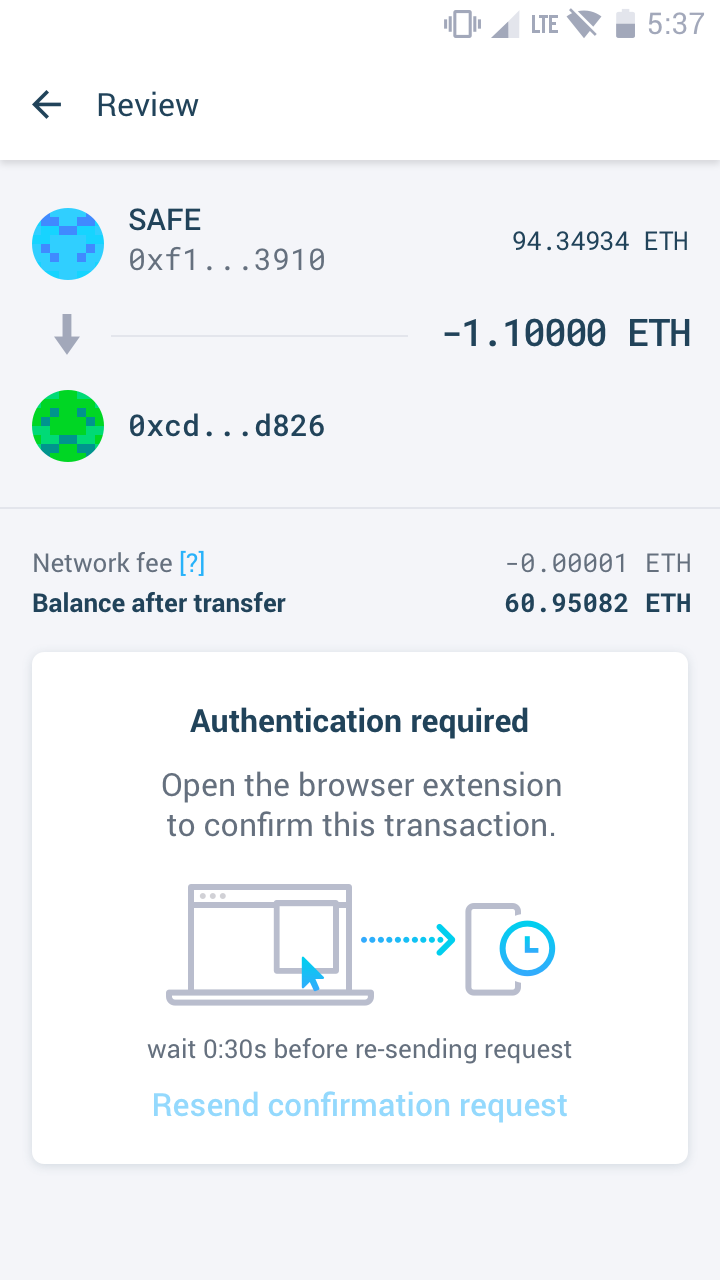 LTE 5:37
Review
SAFE
0xf1...3910
94.34934 ETH
-1.10000 ETH
0xcd...d826
Network fee [?] -0.00001 ETH
Balance after transfer 60.95082 ETH
Authentication required
Open the browser extension
to confirm this transaction.
wait 0:30s before re-sending request
Resend confirmation request